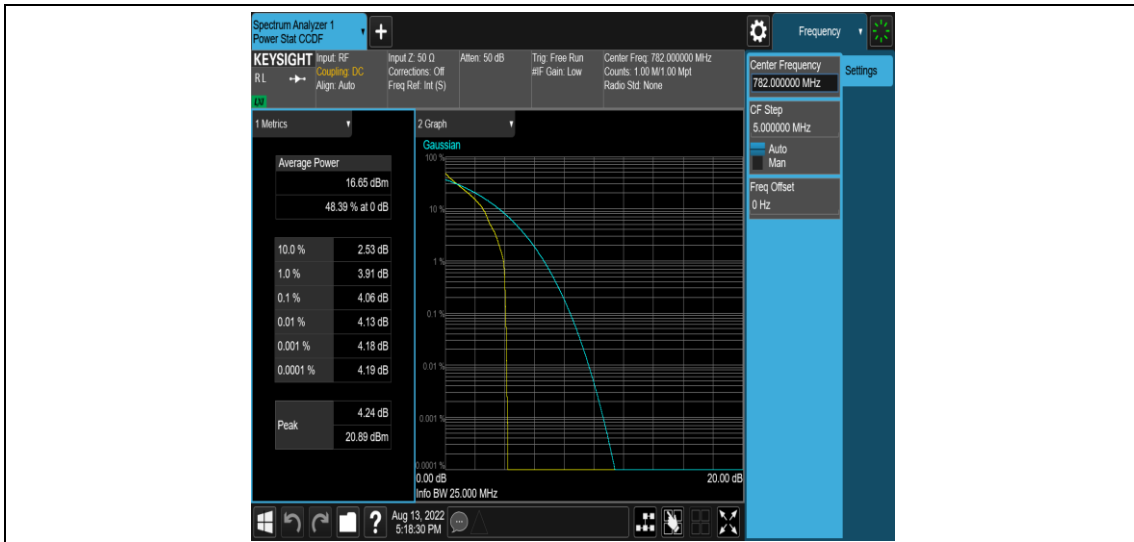 Spectrum Analyzer 1
Power Stat CCDF
Frequency
KEYSIGHT
Input: RF
Coupling: DC
Align: Auto
Input Z: 50 Ω
Corrections: Off
Freq Ref: Int (S)
Atten: 50 dB
Trig: Free Run
#IF Gain: Low
Center Freq: 782.000000 MHz
Counts: 1.00 M/1.00 Mpt
Radio Std: None
RL
LXI
Center Frequency
782.000000 MHz
Settings
CF Step
5.000000 MHz
Auto
Man
Freq Offset
0 Hz
1 Metrics
Average Power
16.65 dBm
48.39 % at 0 dB
10.0 % 2.53 dB
1.0 % 3.91 dB
0.1 % 4.06 dB
0.01 % 4.13 dB
0.001 % 4.18 dB
0.0001 % 4.19 dB
Peak
4.24 dB
20.89 dBm
2 Graph
Gaussian
100 %
10 %
1 %
0.1 %
0.01 %
0.001 %
0.0001 %
0.00 dB
20.00 dB
Info BW 25.000 MHz
Aug 13, 2022
5:18:30 PM